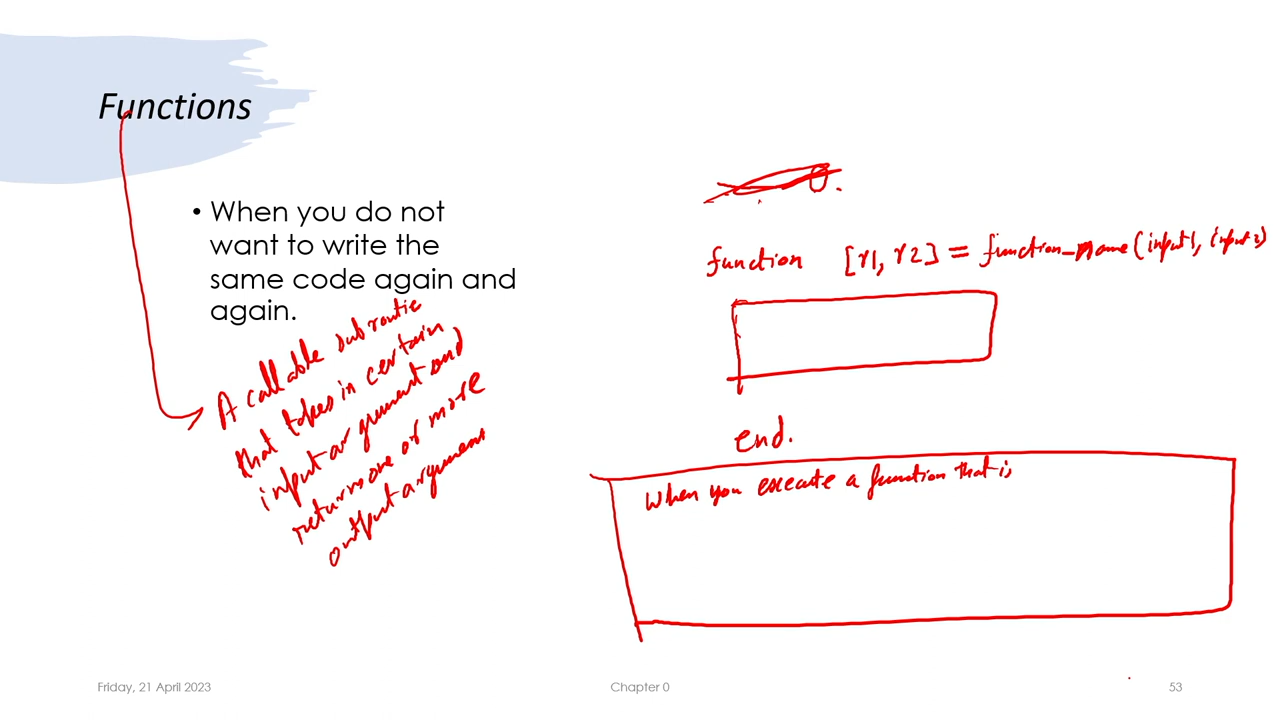 Functions
• When you do not
want to write the
same code again and
again.
A callable subroutie
that takes in certain
input argument and
returns one or more
output argument
function [r1, r2] = function_name(input1, input2)
end.
When you execute a function that is
Friday, 21 April 2023
Chapter 0
53